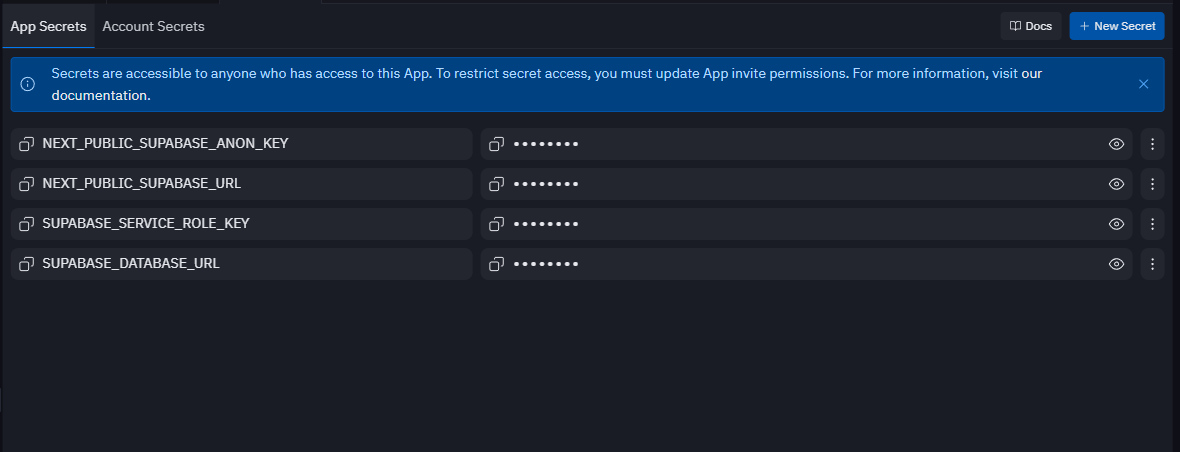 App Secrets
Account Secrets
Docs
+ New Secret
Secrets are accessible to anyone who has access to this App. To restrict secret access, you must update App invite permissions. For more information, visit our
documentation.
NEXT_PUBLIC_SUPABASE_ANON_KEY
••••••••
NEXT_PUBLIC_SUPABASE_URL
••••••••
SUPABASE_SERVICE_ROLE_KEY
••••••••
SUPABASE_DATABASE_URL
••••••••